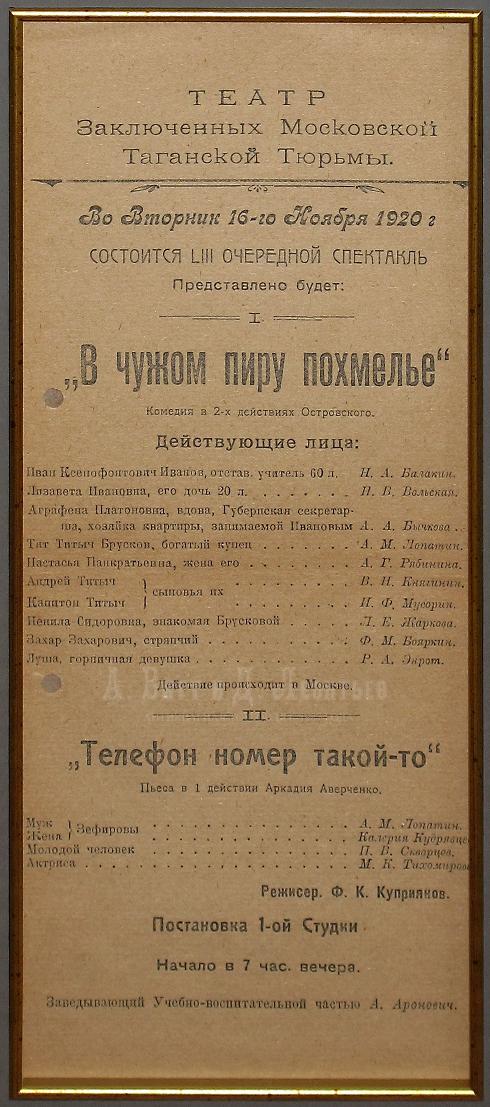 ТЕАТР
Заключенных Московской
Таганской Тюрьмы.
Во Вторник 16-го Ноября 1920 г
СОСТОИТСЯ LIII ОЧЕРЕДНОЙ СПЕКТАКЛЬ
Представлено будет:
I.
„В чужом пиру похмелье“
Комедия в 2-х действиях Островского.
Действующие лица:
Иван Ксенофонтович Иванов, отстав. учитель 60 л. Н. А. Балакин.
Лизавета Ивановна, его дочь 20 л. . . . . . . . Н. В. Вольская.
Аграфена Платоновна, вдова, Губернская секретар-
ша, хозяйка квартиры, занимаемой Ивановым А. А. Бычкова . .
Тит Титыч Брусков, богатый купец . . . . . . . А. М. Лопатин.
Настасья Панкратьевна, жена его . . . . . . . . А. Г. Рябинина.
Андрей Титыч } сыновья их . . . . . . . . В. Н. Княгинин.
Капитон Титыч . . . . . . . . И. Ф. Мусорин.
Ненила Сидоровна, знакомая Брусковой . . . . . Л. Е. Жаркова.
Захар Захарович, стряпчий . . . . . . . . . . . Ф. М. Бояркин.
Луша, горничная девушка . . . . . . . . . . . . Р. А. Энрот.
Действие происходит в Москве.
II.
„Телефон номер такой-то“
Пьеса в 1 действии Аркадия Аверченко.
Муж } Зефировы . . . . . . . . . . . . А. М. Лопатин.
Жена . . . . . . . . . . . . Калерия Кудрявце
Молодой человек . . . . . . . . . . . . П. В. Скварцов.
Актриса . . . . . . . . . . . . . . . . М. К. Тихомирова
Режисер. Ф. К. Куприянов.
Постановка 1-ой Студии
Начало в 7 час. вечера.
Заведывающий Учебно-воспитательной частью А. Аронович.